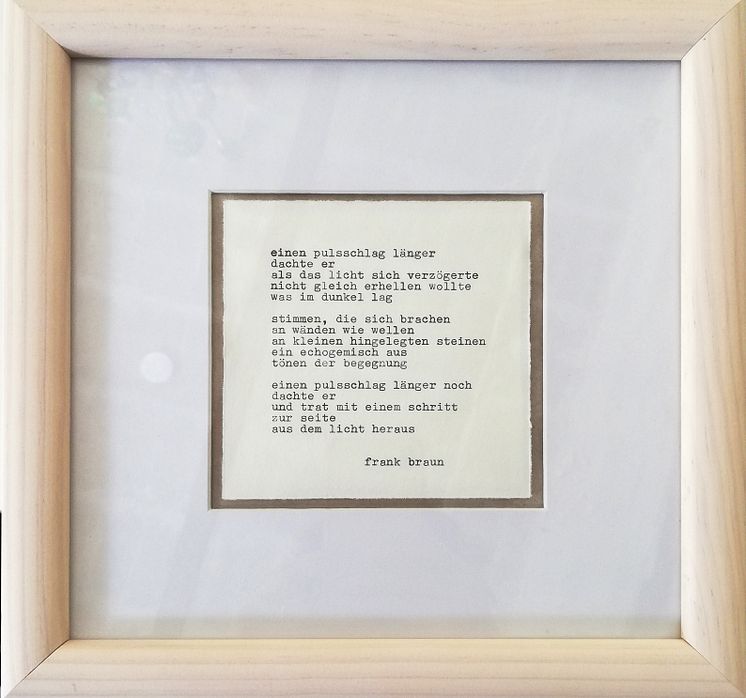 einen pulsschlag länger
dachte er
als das licht sich verzögerte
nicht gleich erhellen wollte
was im dunkel lag
stimmen, die sich brachen
an wänden wie wellen
an kleinen hingelegten steinen
ein echogemisch aus
tönen der begegnung
einen pulsschlag länger noch
dachte er
und trat mit einem schritt
zur seite
aus dem licht heraus
frank braun